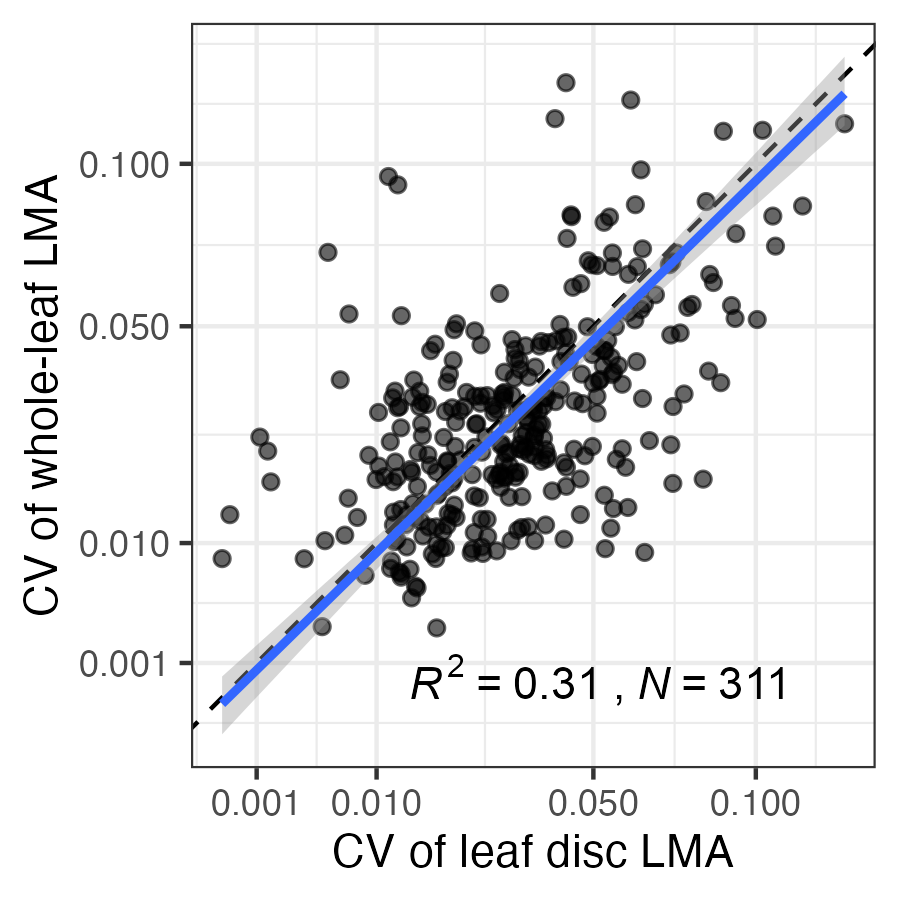 CV of whole-leaf LMA
0.100
0.050
0.010
0.001
R² = 0.31 , N = 311
0.001 0.010 0.050 0.100
CV of leaf disc LMA